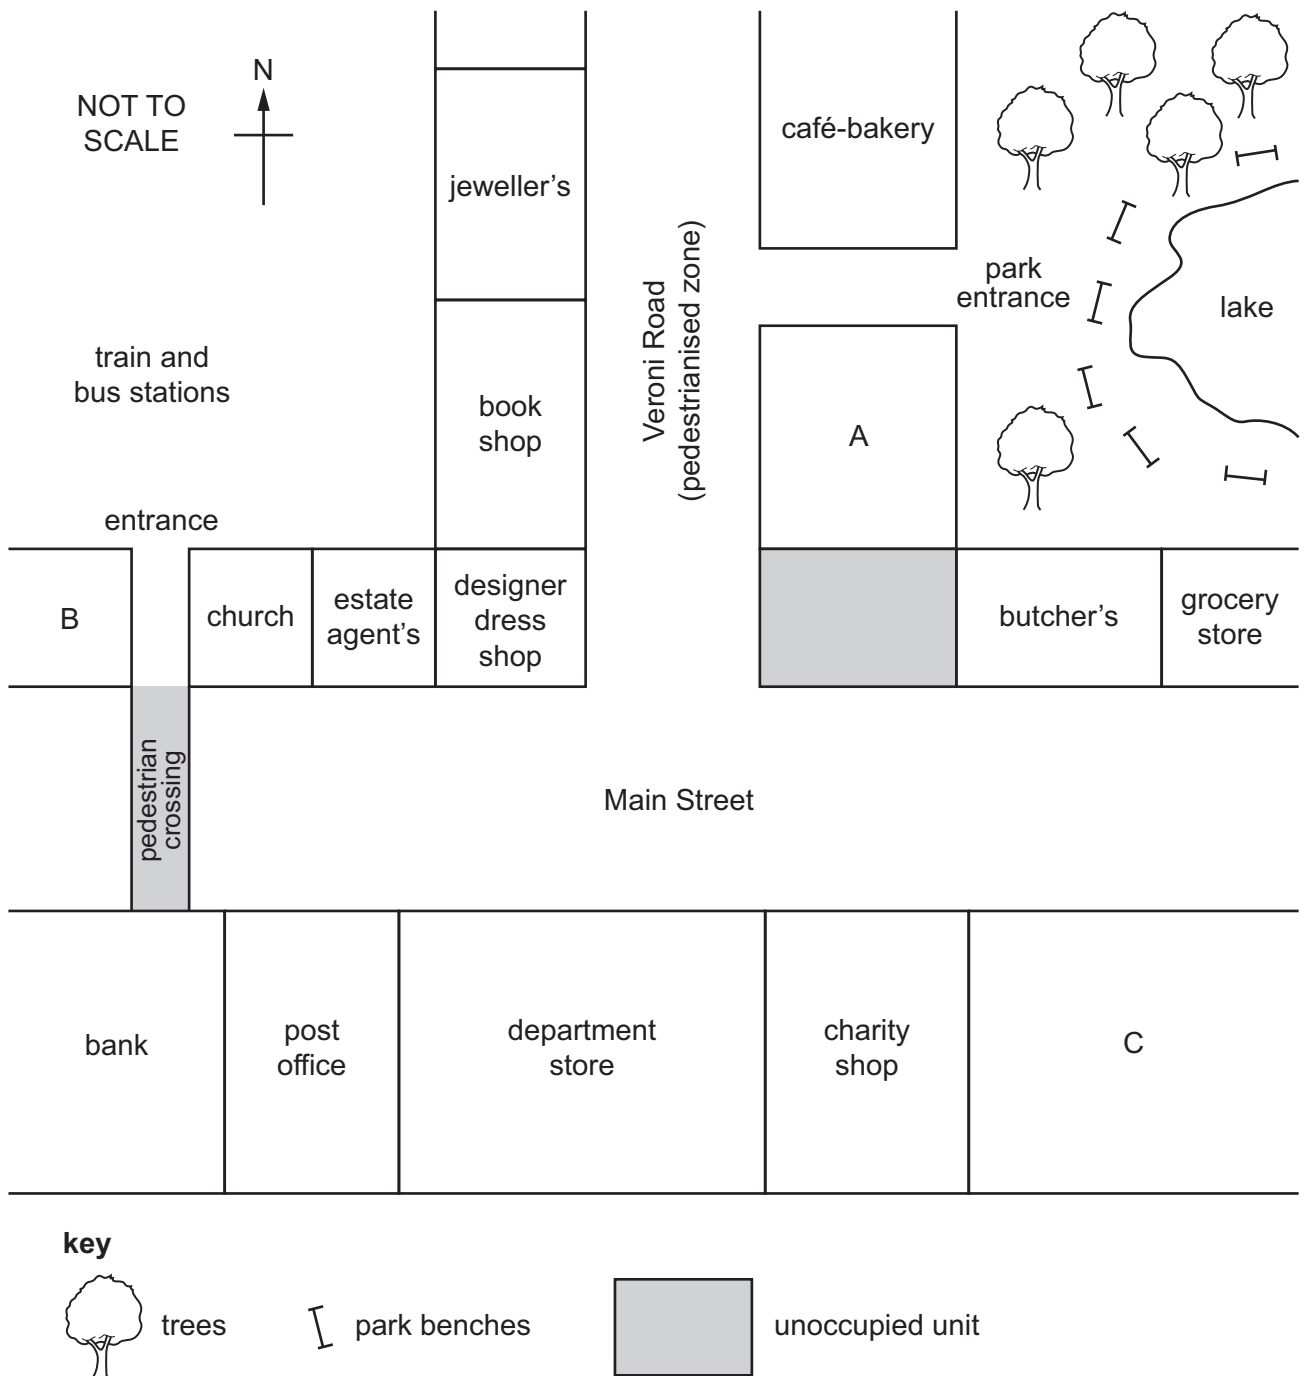 NOT TO
SCALE
N
jeweller’s
café-bakery
park
entrance
lake
train and
bus stations
book
shop
Veroni Road
(pedestrianised zone)
A
entrance
B
church
estate
agent’s
designer
dress
shop
butcher’s
grocery
store
pedestrian
crossing
Main Street
bank
post
office
department
store
charity
shop
C
key
trees
park benches
unoccupied unit